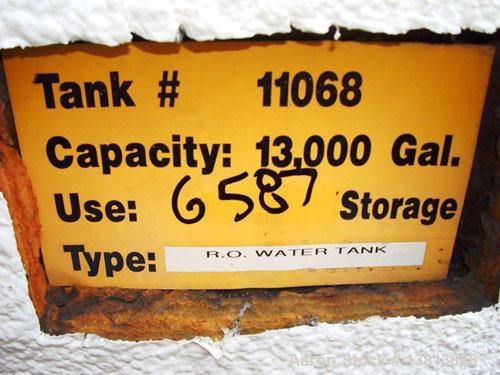 Tank # 11068
Capacity: 13,000 Gal.
Use: 6587 Storage
Type: R.O. WATER TANK